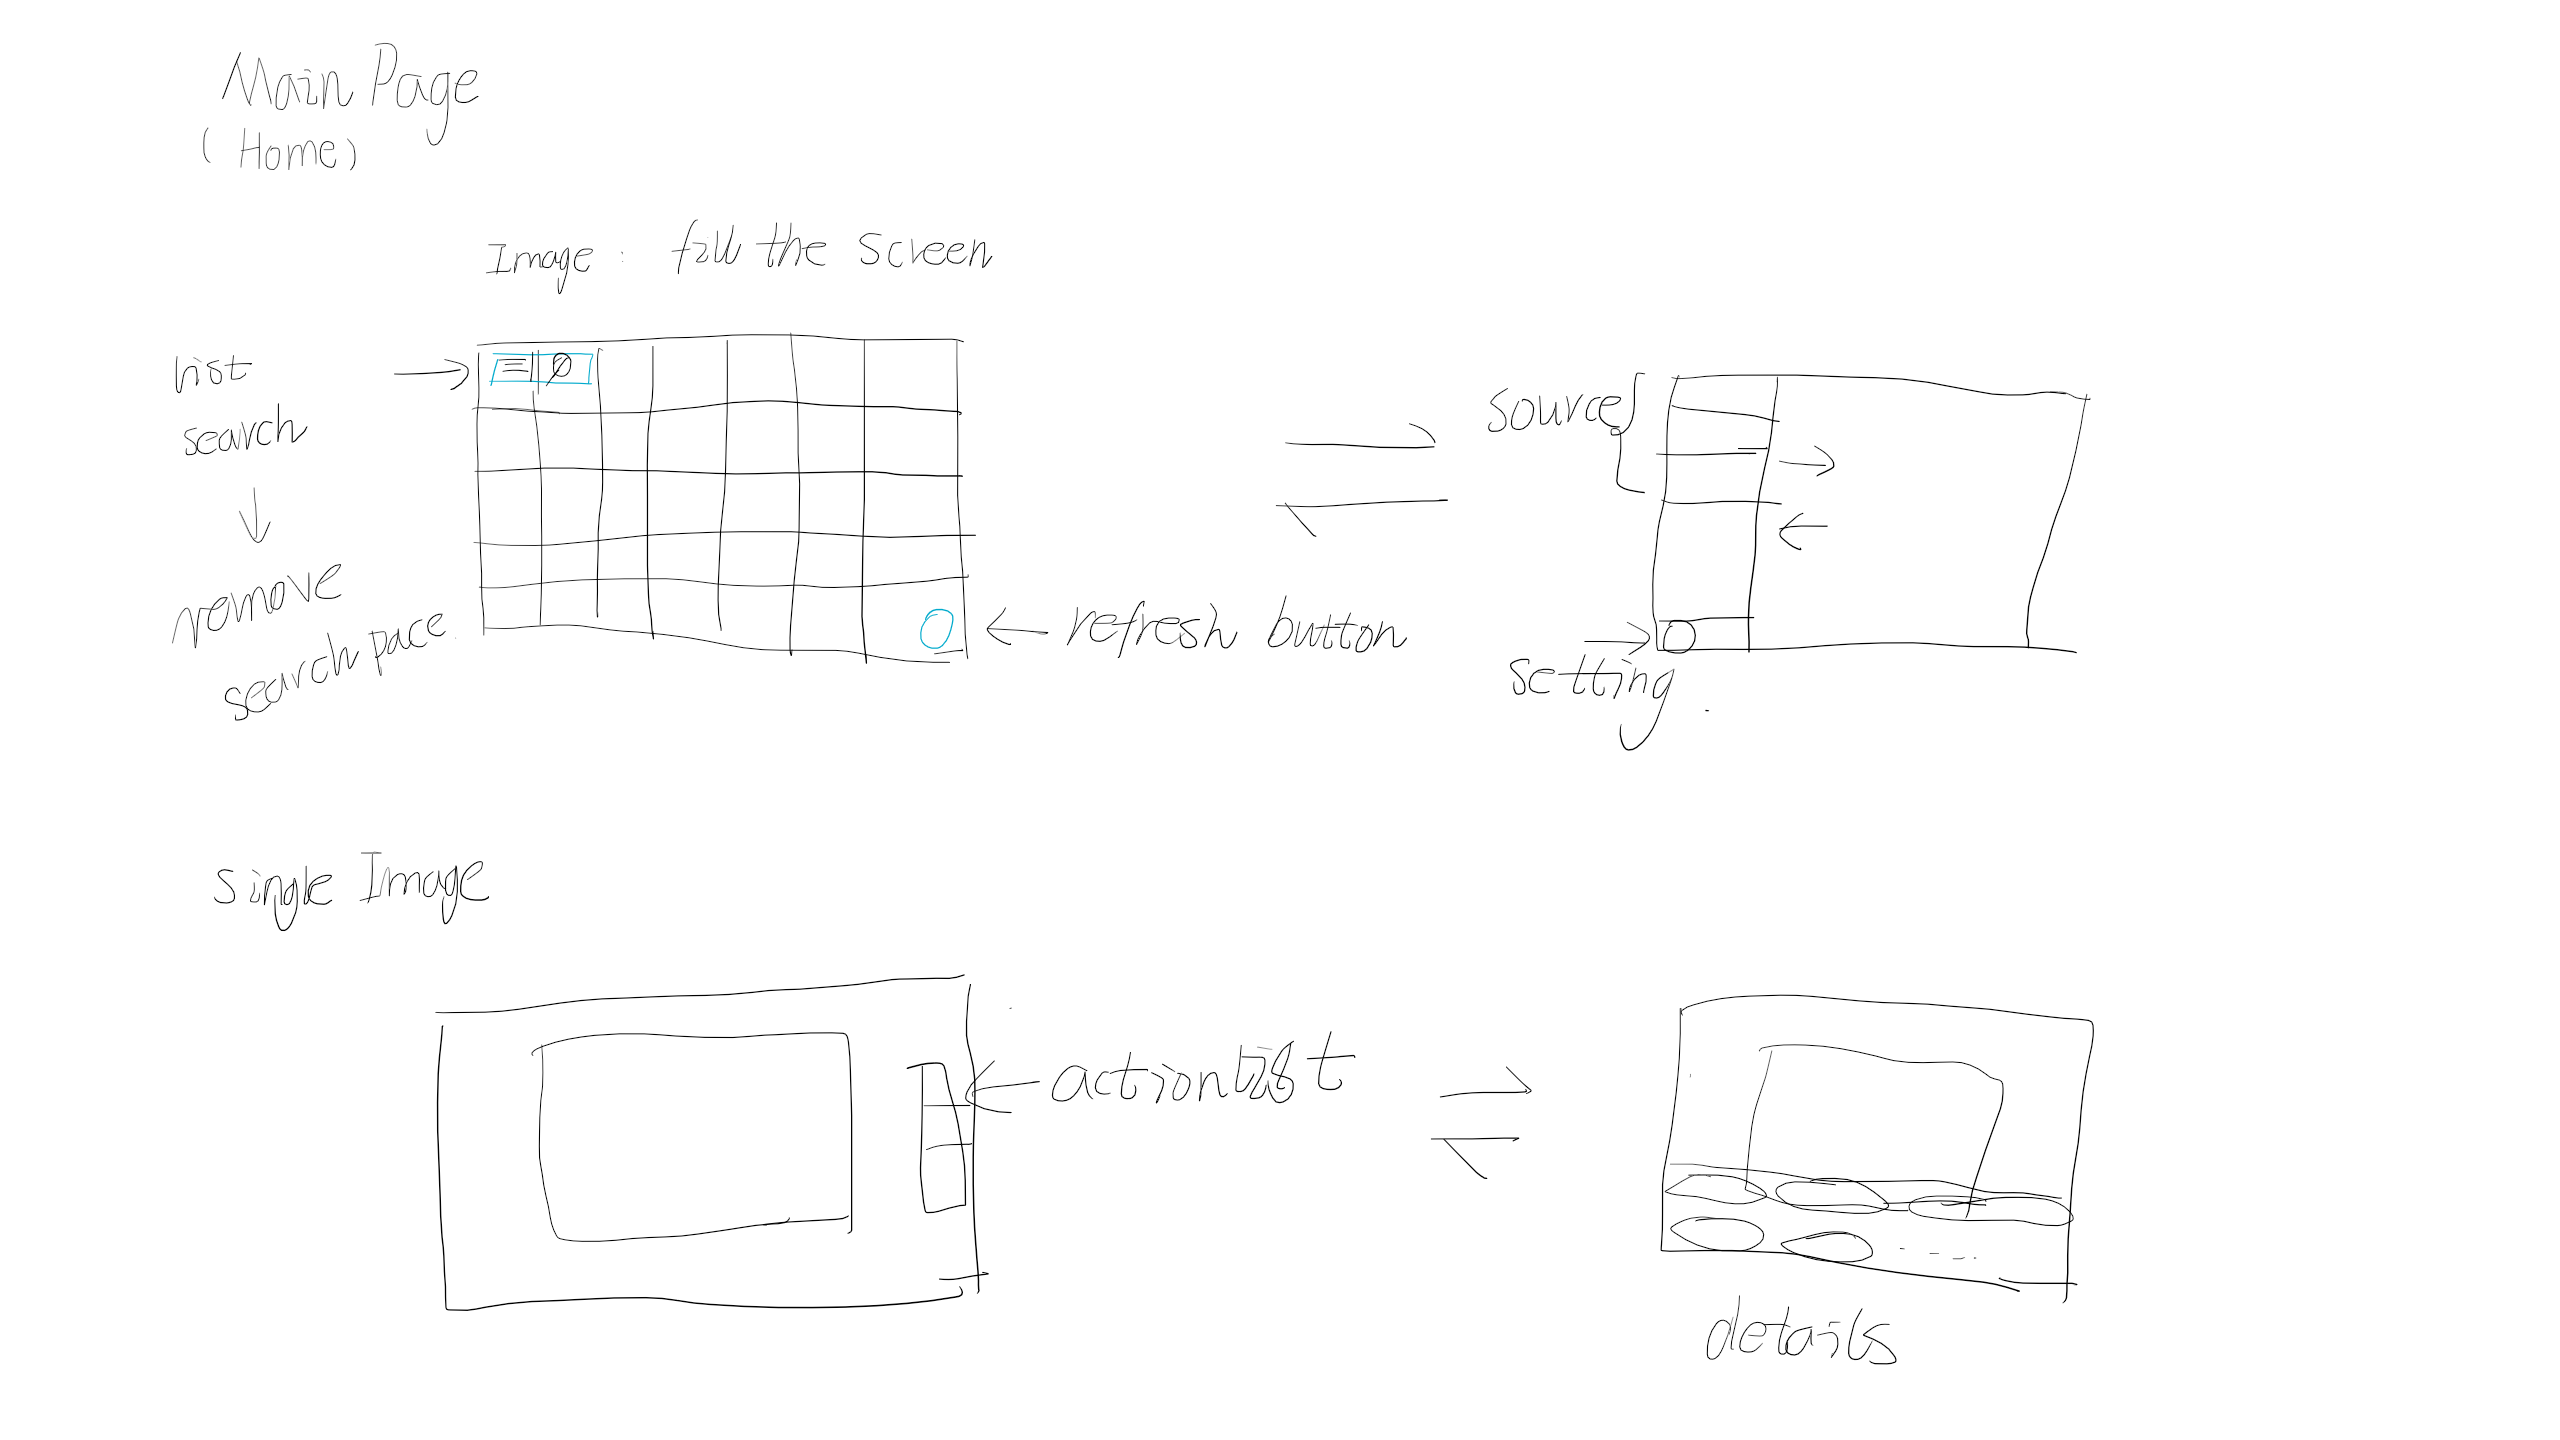 Main Page
(Home)
Image: fill the screen
list
search
remove
search pace
refresh button
source
setting.
Single Image
action list
details